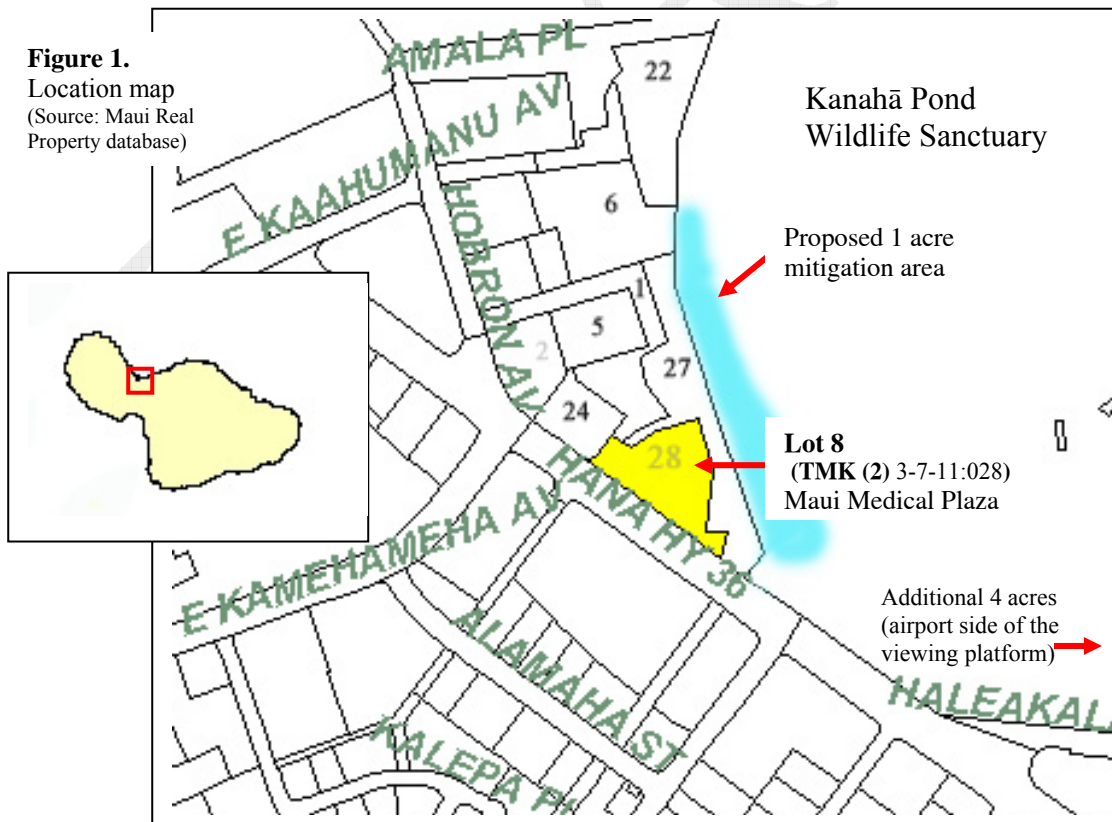 Figure 1.
Location map
(Source: Maui Real
Property database)
AMALA PL
22
Kanahā Pond
Wildlife Sanctuary
E KAAHUMANU AV
HOBRON AV
6
Proposed 1 acre
mitigation area
1
5
2
27
24
28
Lot 8
(TMK (2) 3-7-11:028)
Maui Medical Plaza
HANA HY 36
E KAMEHAMEHA AV
ALAMAHA ST
Additional 4 acres
(airport side of the
viewing platform)
HALEAKALA
KALEPA PL